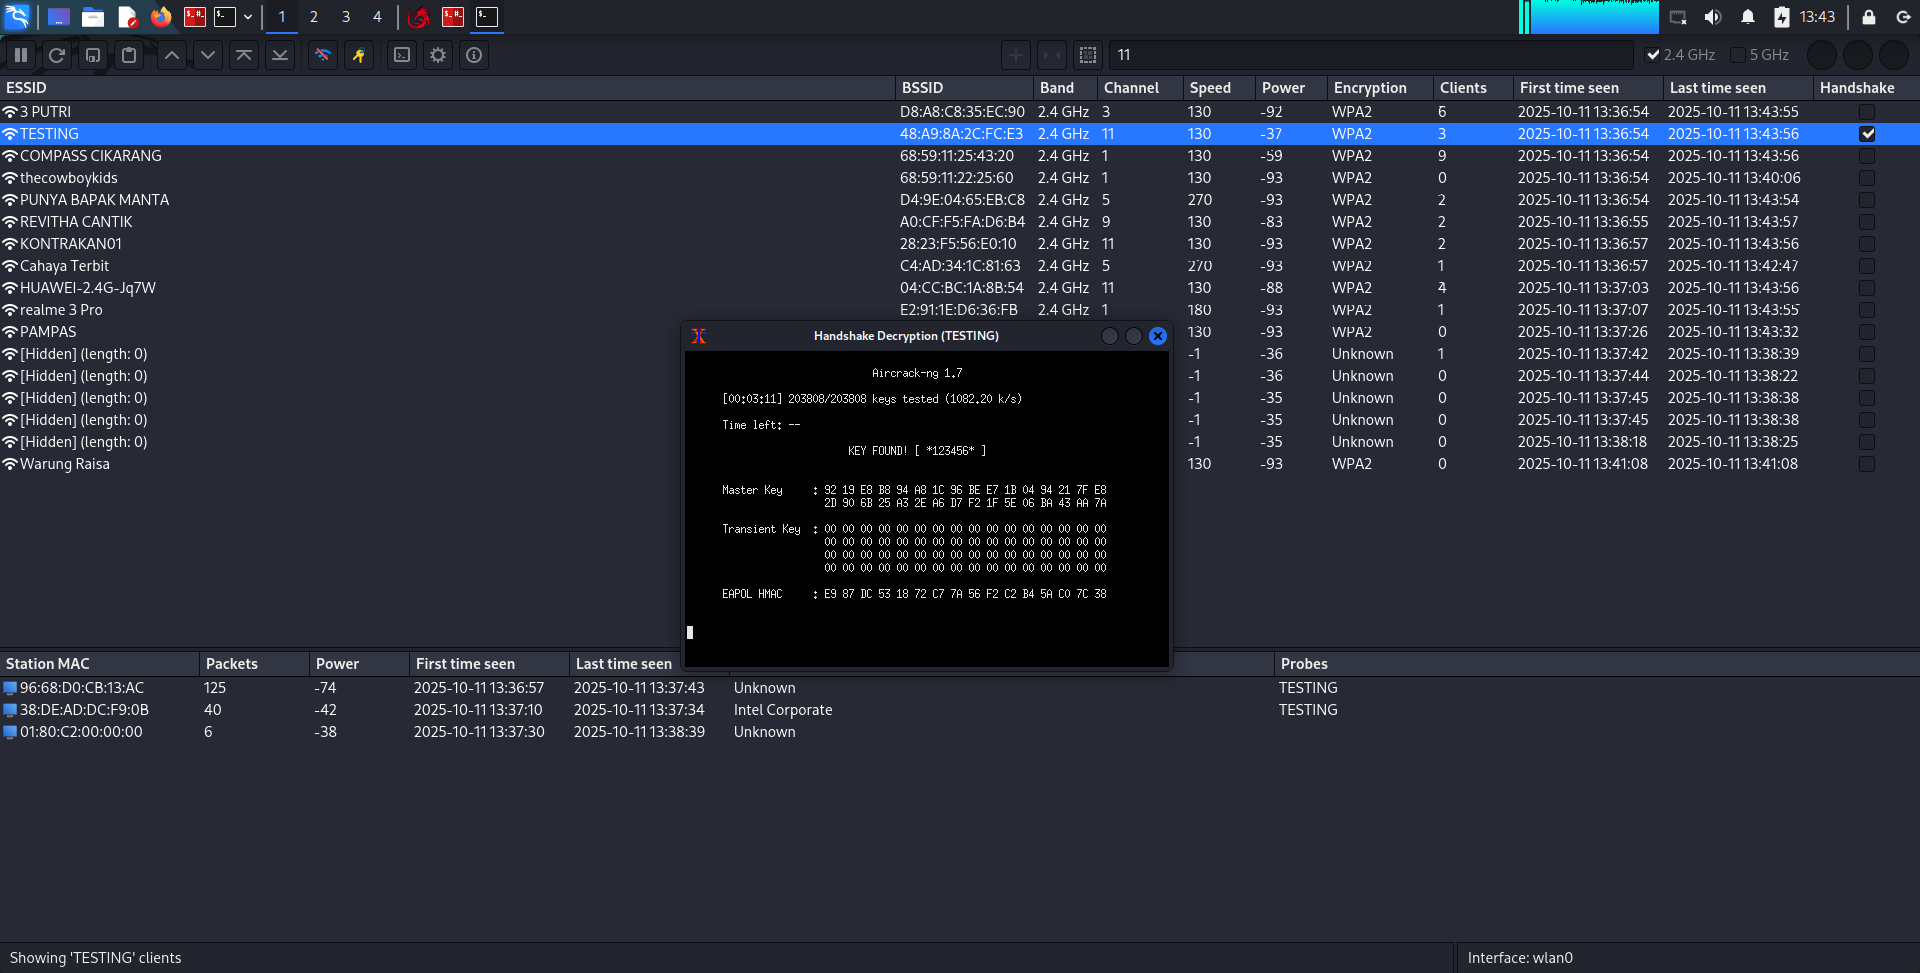 1 2 3 4 13:43
11 2.4 GHz 5 GHz
ESSID BSSID Band Channel Speed Power Encryption Clients First time seen Last time seen Handshake
3 PUTRI D8:A8:C8:35:EC:90 2.4 GHz 3 130 -92 WPA2 6 2025-10-11 13:36:54 2025-10-11 13:43:55
TESTING 48:A9:8A:2C:FC:E3 2.4 GHz 11 130 -37 WPA2 3 2025-10-11 13:36:54 2025-10-11 13:43:56
COMPASS CIKARANG 68:59:11:25:43:20 2.4 GHz 1 130 -59 WPA2 9 2025-10-11 13:36:54 2025-10-11 13:43:56
thecowboykids 68:59:11:22:25:60 2.4 GHz 1 130 -93 WPA2 0 2025-10-11 13:36:54 2025-10-11 13:40:06
PUNYA BAPAK MANTA D4:9E:04:65:EB:C8 2.4 GHz 5 270 -93 WPA2 2 2025-10-11 13:36:54 2025-10-11 13:43:54
REVITHA CANTIK A0:CF:F5:FA:D6:B4 2.4 GHz 9 130 -83 WPA2 2 2025-10-11 13:36:55 2025-10-11 13:43:57
KONTRAKAN01 28:23:F5:56:E0:10 2.4 GHz 11 130 -93 WPA2 2 2025-10-11 13:36:57 2025-10-11 13:43:56
Cahaya Terbit C4:AD:34:1C:81:63 2.4 GHz 5 270 -93 WPA2 1 2025-10-11 13:36:57 2025-10-11 13:42:47
HUAWEI-2.4G-Jq7W 04:CC:BC:1A:8B:54 2.4 GHz 11 130 -88 WPA2 4 2025-10-11 13:37:03 2025-10-11 13:43:56
realme 3 Pro E2:91:1E:D6:36:FB 2.4 GHz 1 180 -93 WPA2 1 2025-10-11 13:37:07 2025-10-11 13:43:55
PAMPAS 130 -93 WPA2 0 2025-10-11 13:37:26 2025-10-11 13:43:32
[Hidden] (length: 0) -1 -36 Unknown 1 2025-10-11 13:37:42 2025-10-11 13:38:39
[Hidden] (length: 0) -1 -36 Unknown 0 2025-10-11 13:37:44 2025-10-11 13:38:22
[Hidden] (length: 0) -1 -35 Unknown 0 2025-10-11 13:37:45 2025-10-11 13:38:38
[Hidden] (length: 0) -1 -35 Unknown 0 2025-10-11 13:37:45 2025-10-11 13:38:38
[Hidden] (length: 0) -1 -35 Unknown 0 2025-10-11 13:38:18 2025-10-11 13:38:25
Warung Raisa 130 -93 WPA2 0 2025-10-11 13:41:08 2025-10-11 13:41:08
Handshake Decryption (TESTING)
Aircrack-ng 1.7
[00:03:11] 203808/203808 keys tested (1082.20 k/s)
Time left: --
KEY FOUND! [ *123456* ]
Master Key : 92 19 E8 B8 94 A8 1C 96 BE E7 1B 04 94 21 7F E8
2D 90 6B 25 A3 2E A6 D7 F2 1F 5E 06 BA 43 AA 7A
Transient Key : 00 00 00 00 00 00 00 00 00 00 00 00 00 00 00 00
00 00 00 00 00 00 00 00 00 00 00 00 00 00 00 00
00 00 00 00 00 00 00 00 00 00 00 00 00 00 00 00
00 00 00 00 00 00 00 00 00 00 00 00 00 00 00 00
EAPOL HMAC : E9 87 DC 53 18 72 C7 7A 56 F2 C2 B4 5A C0 7C 38
Station MAC Packets Power First time seen Last time seen Probes
96:68:D0:CB:13:AC 125 -74 2025-10-11 13:36:57 2025-10-11 13:37:43 Unknown TESTING
38:DE:AD:DC:F9:0B 40 -42 2025-10-11 13:37:10 2025-10-11 13:37:34 Intel Corporate TESTING
01:80:C2:00:00:00 6 -38 2025-10-11 13:37:30 2025-10-11 13:38:39 Unknown
Showing 'TESTING' clients Interface: wlan0